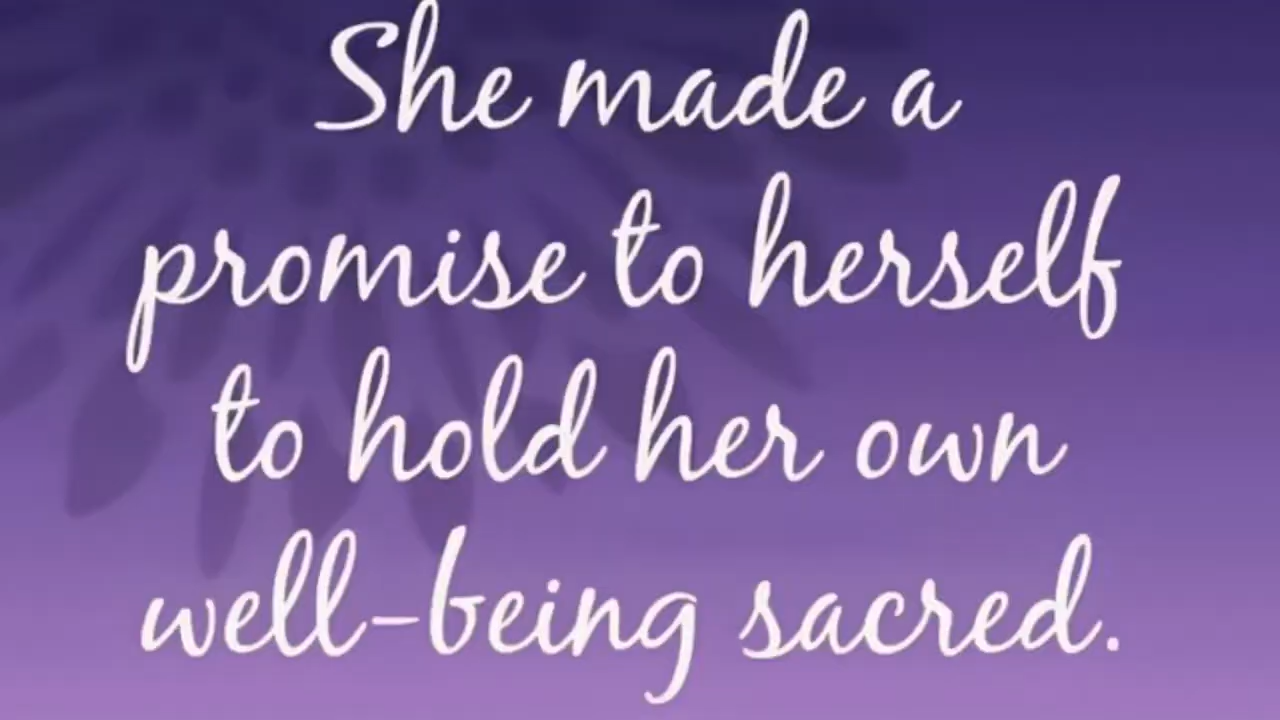 She made a
promise to herself
to hold her own
well-being sacred.